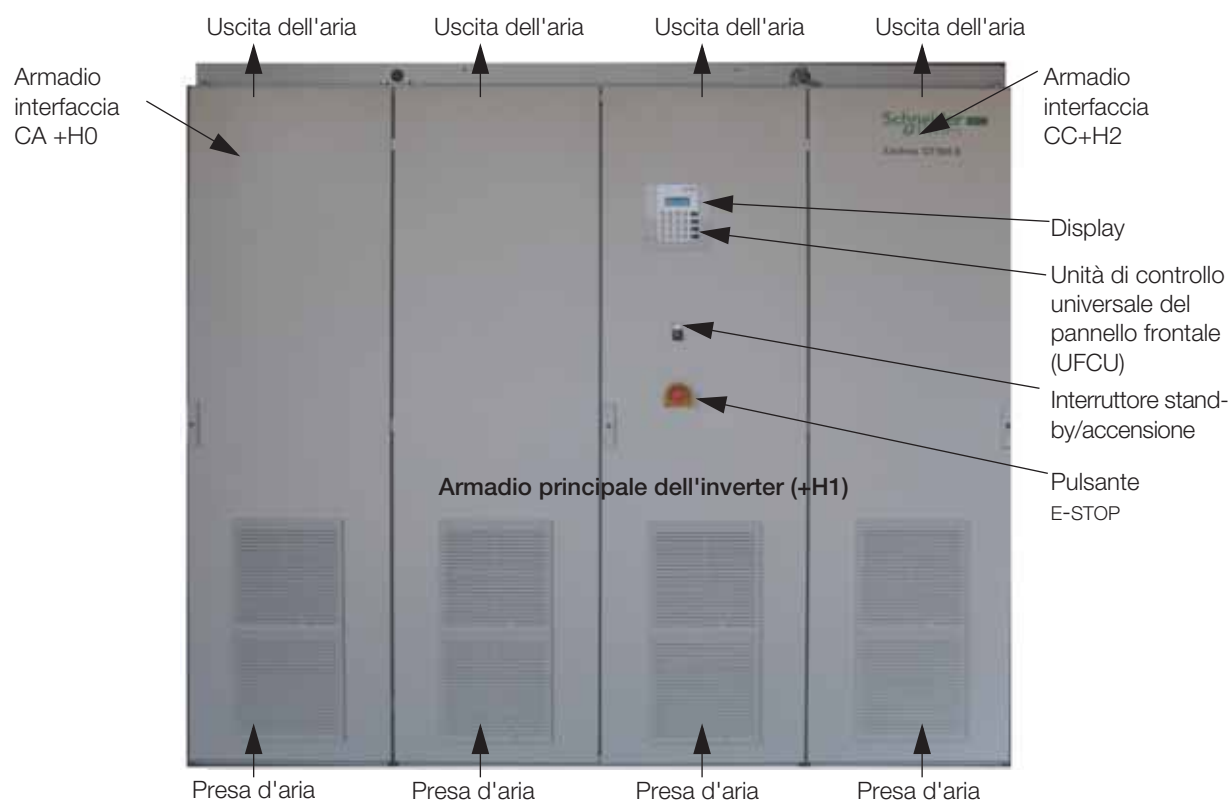 Uscita dell'aria
Uscita dell'aria
Uscita dell'aria
Uscita dell'aria
Armadio
interfaccia
CA +H0
Armadio
interfaccia
CC+H2
Schneider
Display
Unità di controllo
universale del
pannello frontale
(UFCU)
Interruttore stand-
by/accensione
Pulsante
E-STOP
Armadio principale dell'inverter (+H1)
Presa d'aria
Presa d'aria
Presa d'aria
Presa d'aria